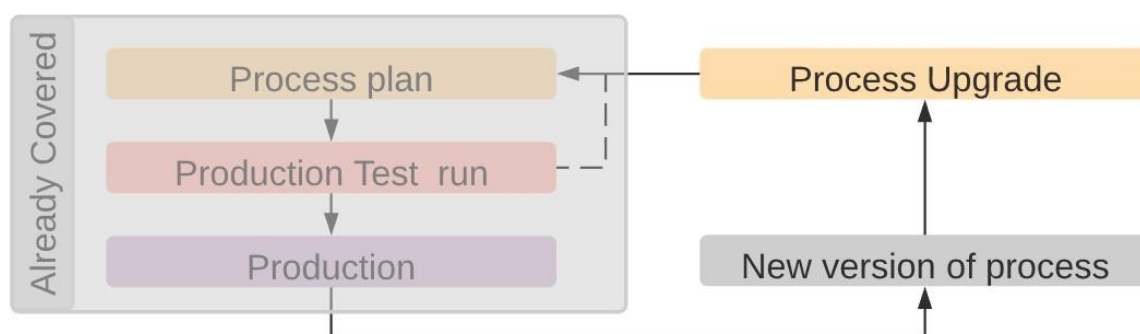 Already Covered
Process plan
Production Test run
Production
Process Upgrade
New version of process